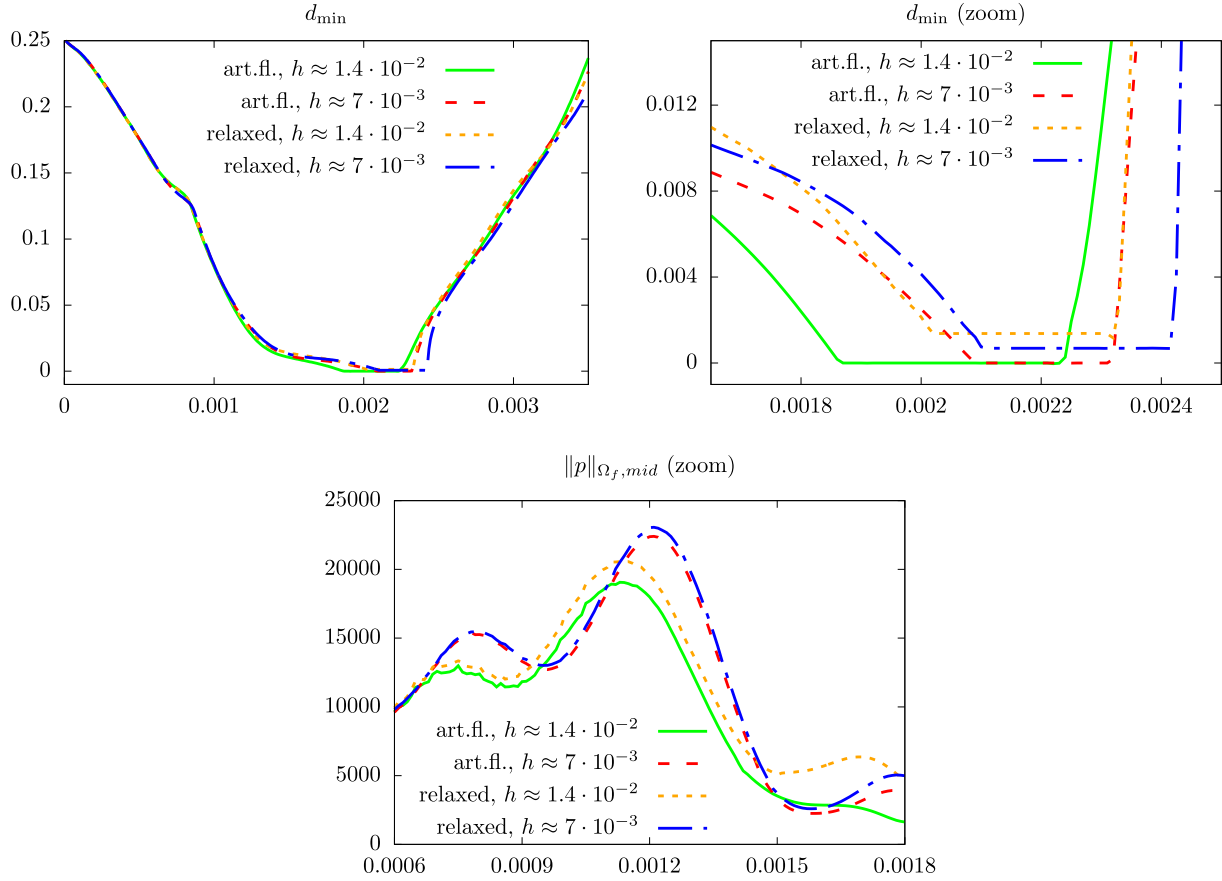 d_min
0.25
0.2
0.15
0.1
0.05
0
0 0.001 0.002 0.003
art.fl., h ≈ 1.4 · 10⁻²
art.fl., h ≈ 7 · 10⁻³
relaxed, h ≈ 1.4 · 10⁻²
relaxed, h ≈ 7 · 10⁻³
d_min (zoom)
0.012
0.008
0.004
0
0.0018 0.002 0.0022 0.0024
art.fl., h ≈ 1.4 · 10⁻²
art.fl., h ≈ 7 · 10⁻³
relaxed, h ≈ 1.4 · 10⁻²
relaxed, h ≈ 7 · 10⁻³
‖p‖_Ω_f,mid (zoom)
25000
20000
15000
10000
5000
0
0.0006 0.0009 0.0012 0.0015 0.0018
art.fl., h ≈ 1.4 · 10⁻²
art.fl., h ≈ 7 · 10⁻³
relaxed, h ≈ 1.4 · 10⁻²
relaxed, h ≈ 7 · 10⁻³